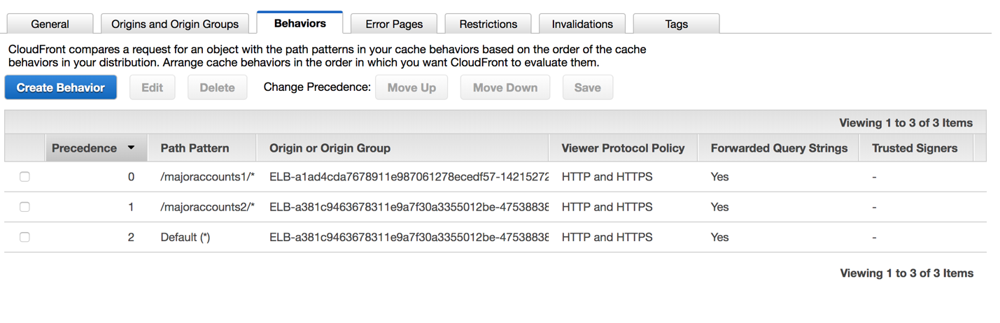 General Origins and Origin Groups Behaviors Error Pages Restrictions Invalidations Tags
CloudFront compares a request for an object with the path patterns in your cache behaviors based on the order of the cache
behaviors in your distribution. Arrange cache behaviors in the order in which you want CloudFront to evaluate them.
Create Behavior Edit Delete Change Precedence: Move Up Move Down Save
Viewing 1 to 3 of 3 Items
Precedence Path Pattern Origin or Origin Group Viewer Protocol Policy Forwarded Query Strings Trusted Signers
0 /majoraccounts1/* ELB-a1ad4cda7678911e987061278ecedf57-14215272 HTTP and HTTPS Yes -
1 /majoraccounts2/* ELB-a381c9463678311e9a7f30a3355012be-47538838 HTTP and HTTPS Yes -
2 Default (*) ELB-a381c9463678311e9a7f30a3355012be-47538838 HTTP and HTTPS Yes -
Viewing 1 to 3 of 3 Items